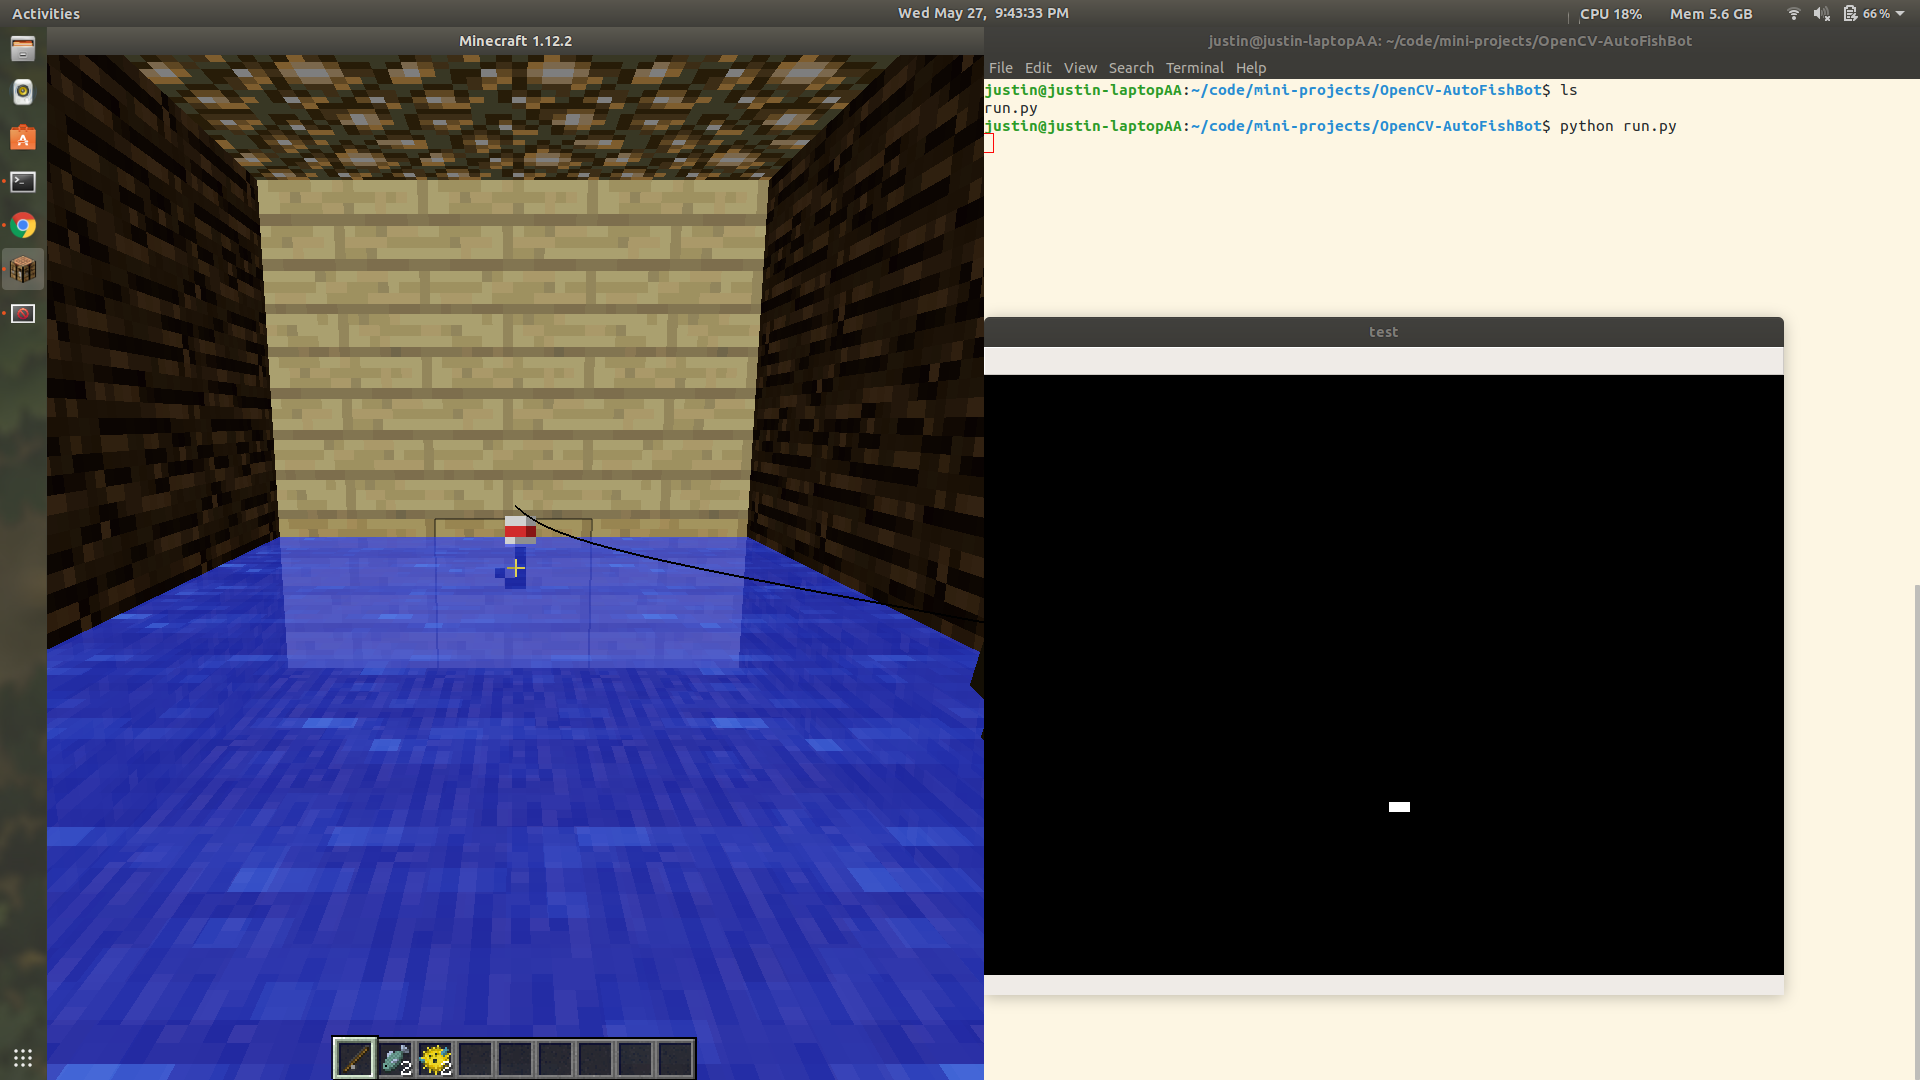 Activities
Wed May 27, 9:43:33 PM
CPU 18% Mem 5.6 GB 66%
Minecraft 1.12.2
justin@justin-laptopAA: ~/code/mini-projects/OpenCV-AutoFishBot
File Edit View Search Terminal Help
justin@justin-laptopAA:~/code/mini-projects/OpenCV-AutoFishBot$ ls
run.py
justin@justin-laptopAA:~/code/mini-projects/OpenCV-AutoFishBot$ python run.py
test
2
2